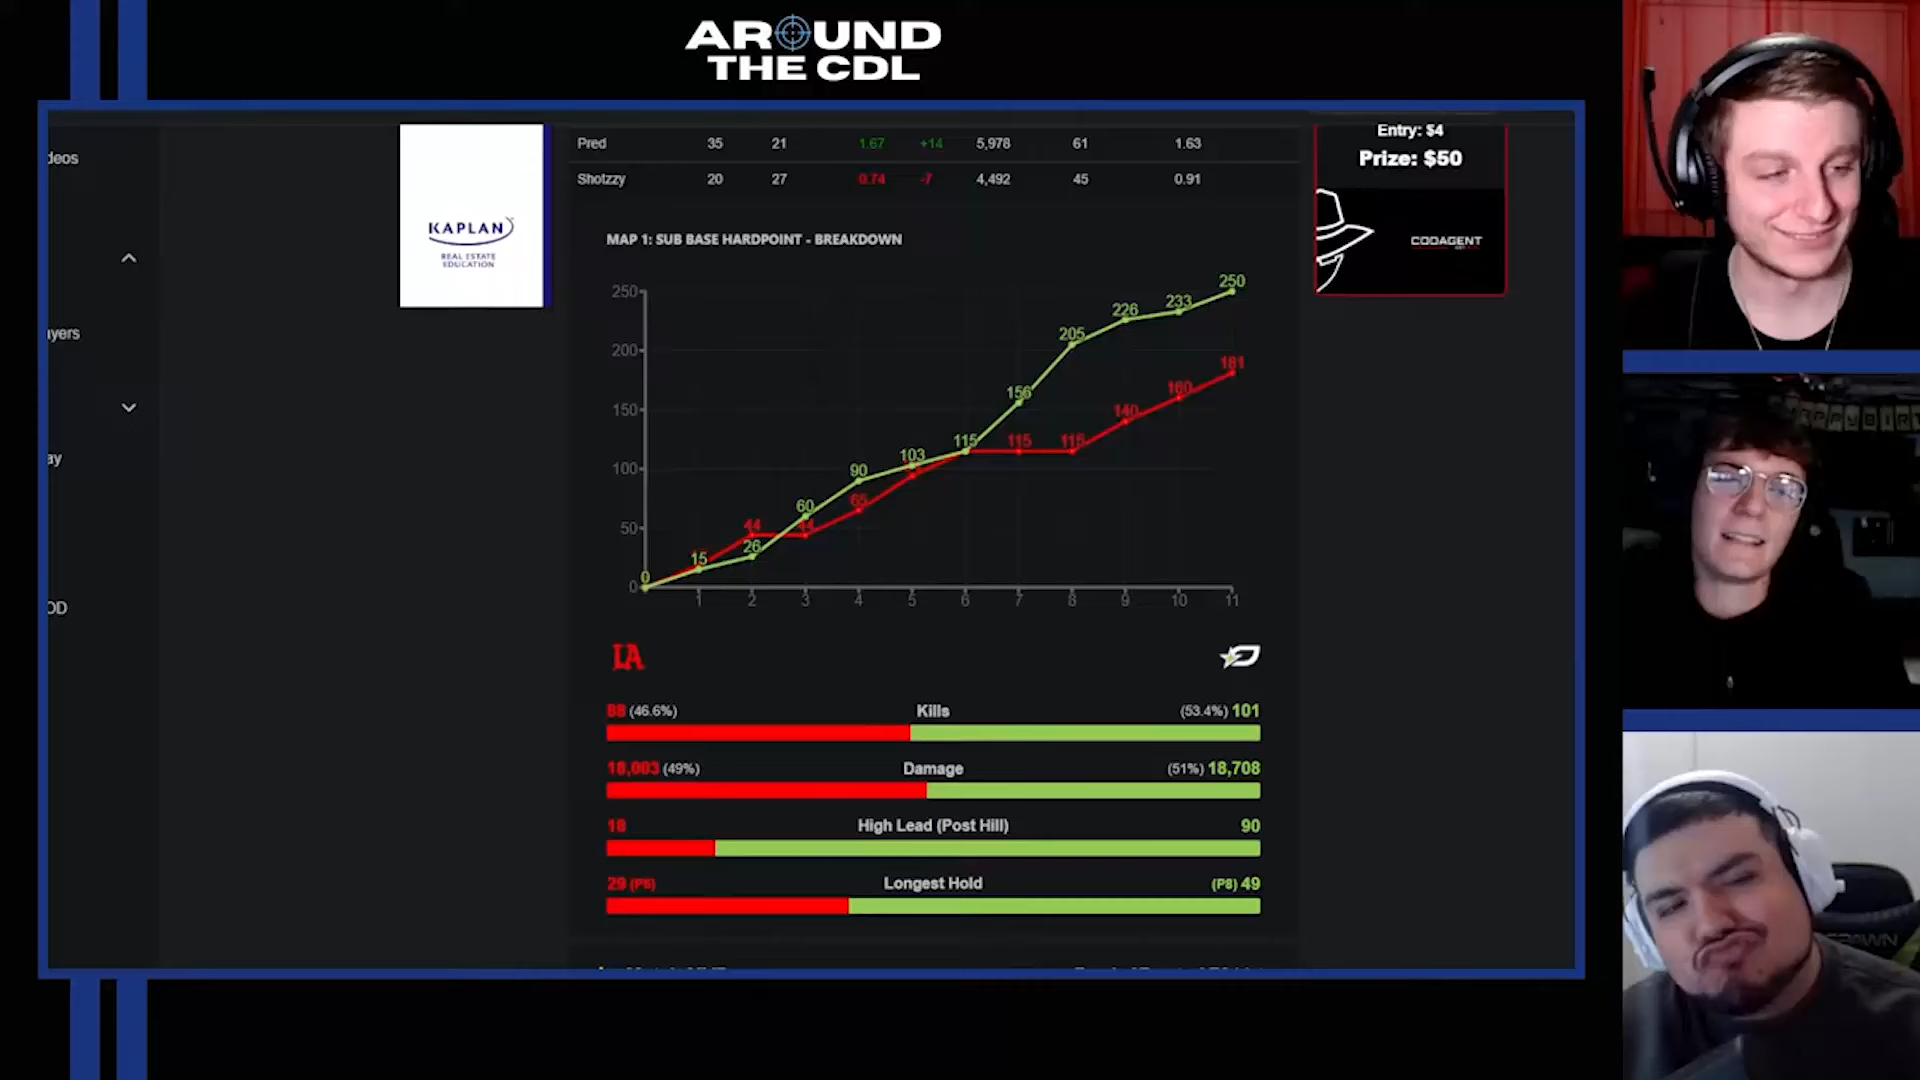 AROUND
THE CDL
deos
yers
ay
OD
KAPLAN
REAL ESTATE
EDUCATION
Pred 35 21 1.67 +14 5,978 61 1.63
Shotzzy 20 27 0.74 -7 4,492 45 0.91
Entry: $4
Prize: $50
CODAGENT
MAP 1: SUB BASE HARDPOINT - BREAKDOWN
250
200
150
100
50
0
0 15 26 60 90 103 115 156 205 226 233 250
44 44 65 115 115 140 160 181
1 2 3 4 5 6 7 8 9 10 11
LA
88 (46.6%) Kills (53.4%) 101
18,003 (49%) Damage (51%) 18,708
18 High Lead (Post Hill) 90
29 Longest Hold (P8) 49